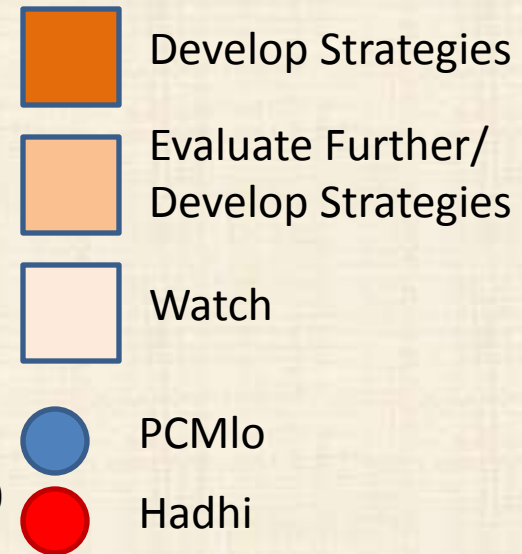 Develop Strategies
Evaluate Further/
Develop Strategies
Watch
PCMlo
Hadhi